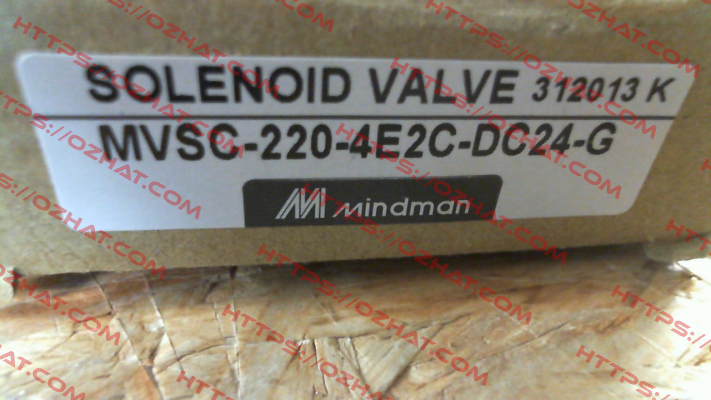 SOLENOID VALVE 312013 K
MVSC-220-4E2C-DC24-G
mindman
HTTPS://OZHAT.COM